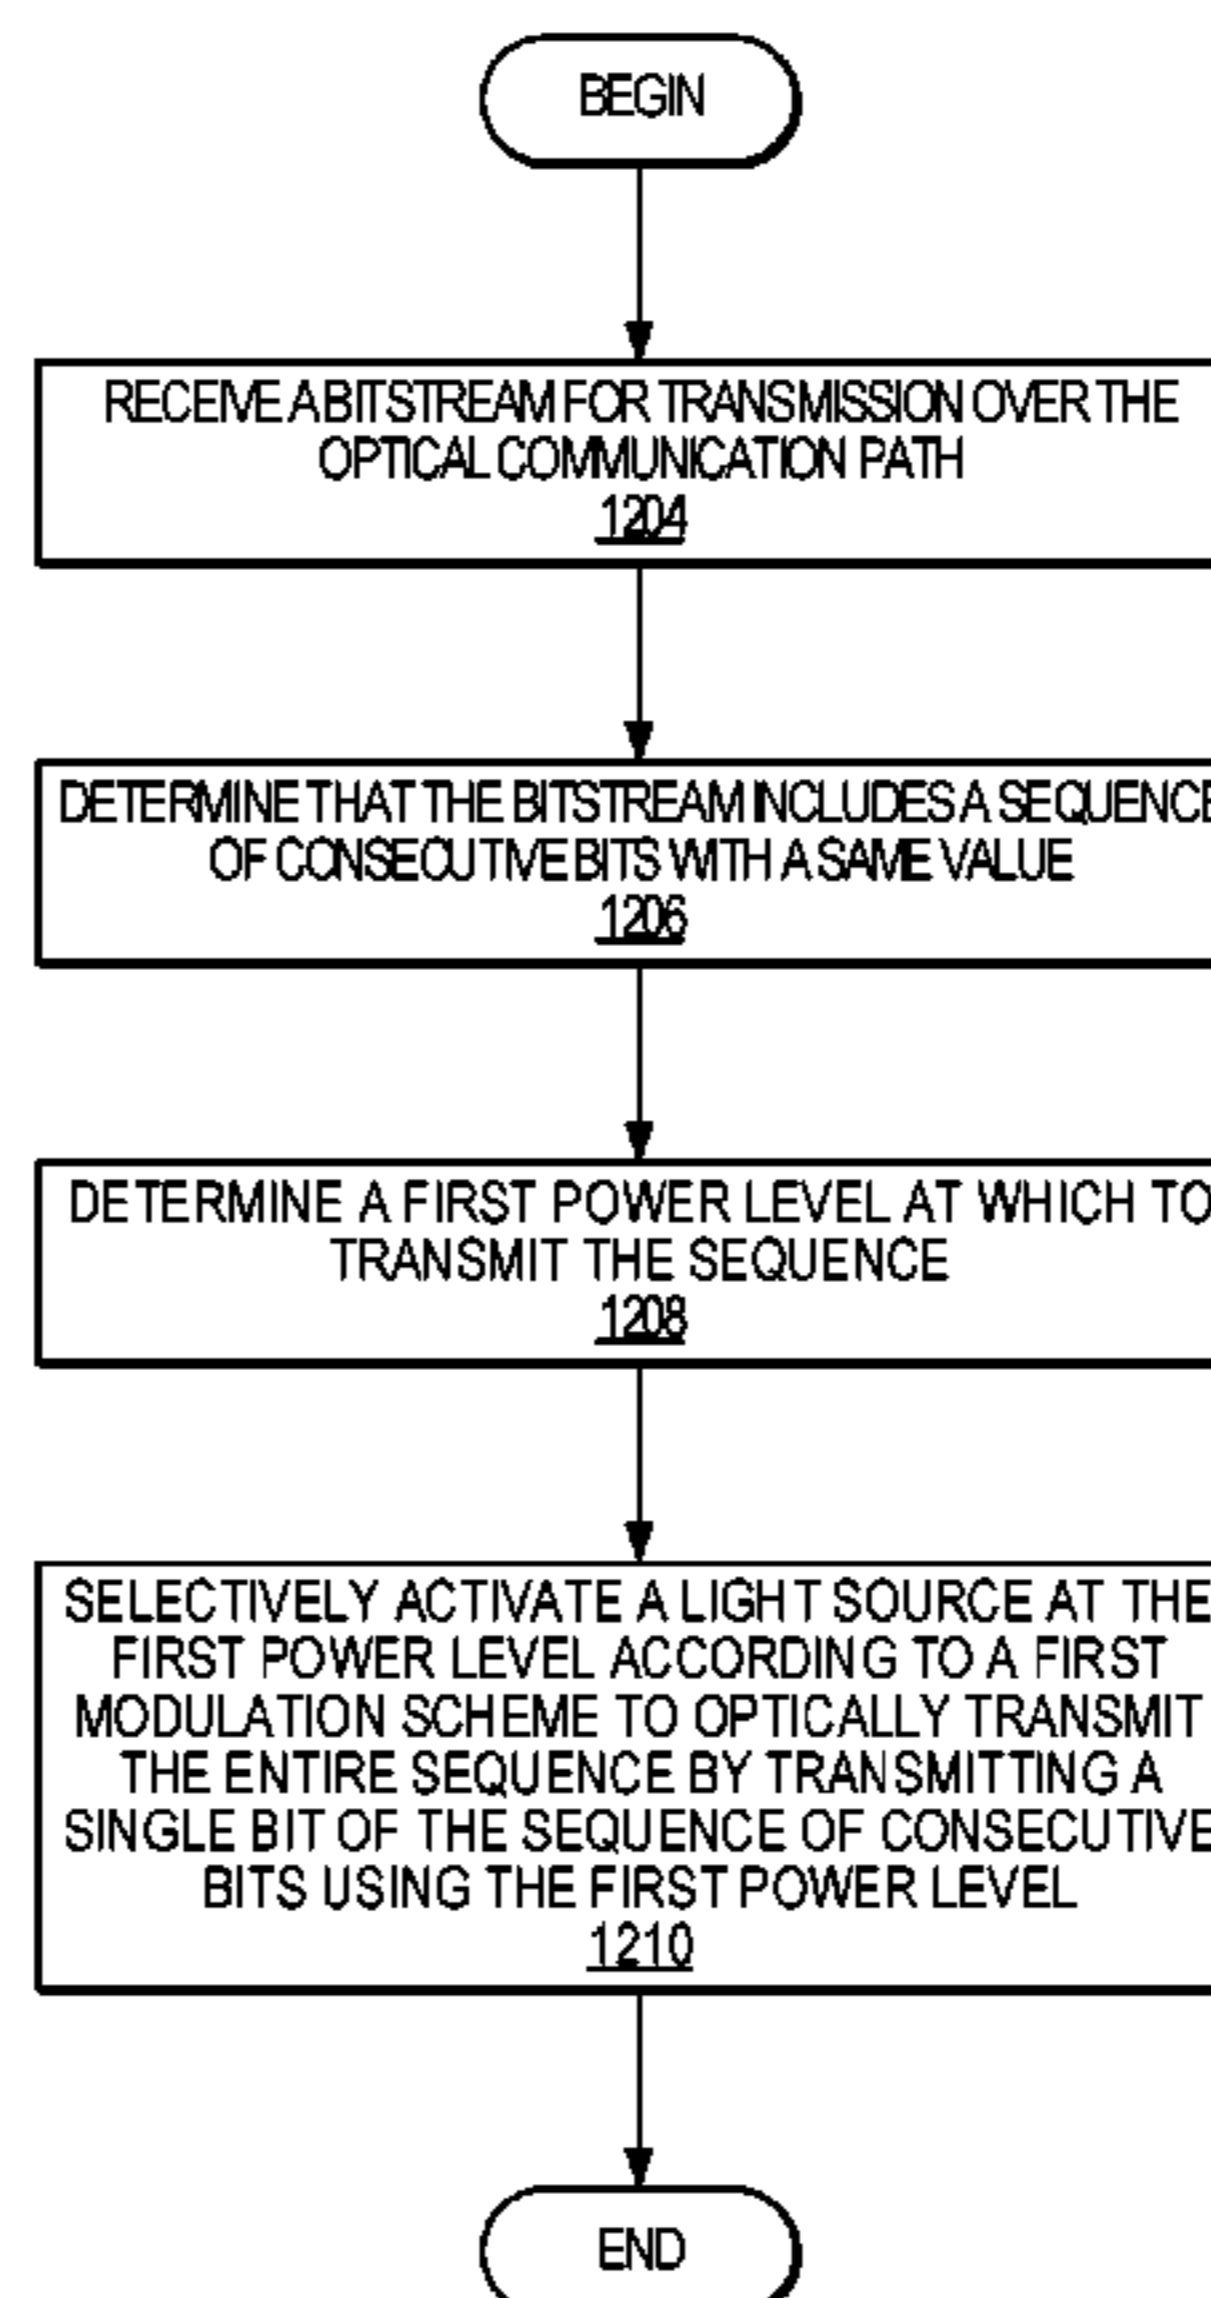 BEGIN
RECEIVE A BITSTREAM FOR TRANSMISSION OVER THE
OPTICAL COMMUNICATION PATH
1204
DETERMINE THAT THE BITSTREAM INCLUDES A SEQUENCE
OF CONSECUTIVE BITS WITH A SAME VALUE
1206
DETERMINE A FIRST POWER LEVEL AT WHICH TO
TRANSMIT THE SEQUENCE
1208
SELECTIVELY ACTIVATE A LIGHT SOURCE AT THE
FIRST POWER LEVEL ACCORDING TO A FIRST
MODULATION SCHEME TO OPTICALLY TRANSMIT
THE ENTIRE SEQUENCE BY TRANSMITTING A
SINGLE BIT OF THE SEQUENCE OF CONSECUTIVE
BITS USING THE FIRST POWER LEVEL
1210
END